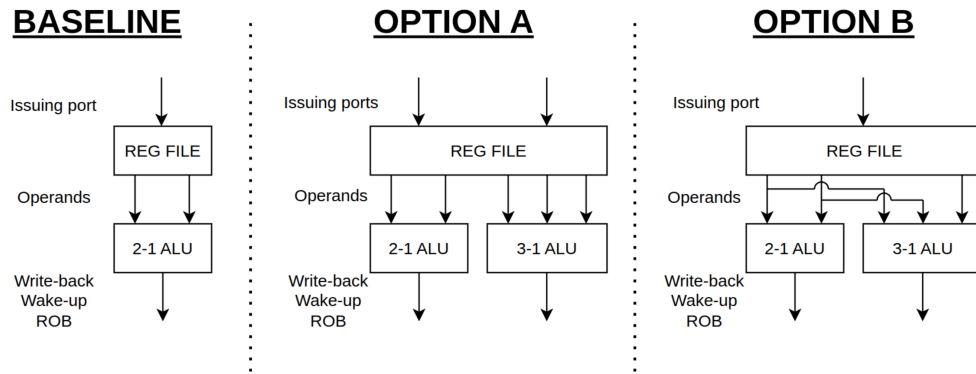 BASELINE
Issuing port
REG FILE
Operands
2-1 ALU
Write-back
Wake-up
ROB
OPTION A
Issuing ports
REG FILE
Operands
2-1 ALU
3-1 ALU
Write-back
Wake-up
ROB
OPTION B
Issuing port
REG FILE
Operands
2-1 ALU
3-1 ALU
Write-back
Wake-up
ROB